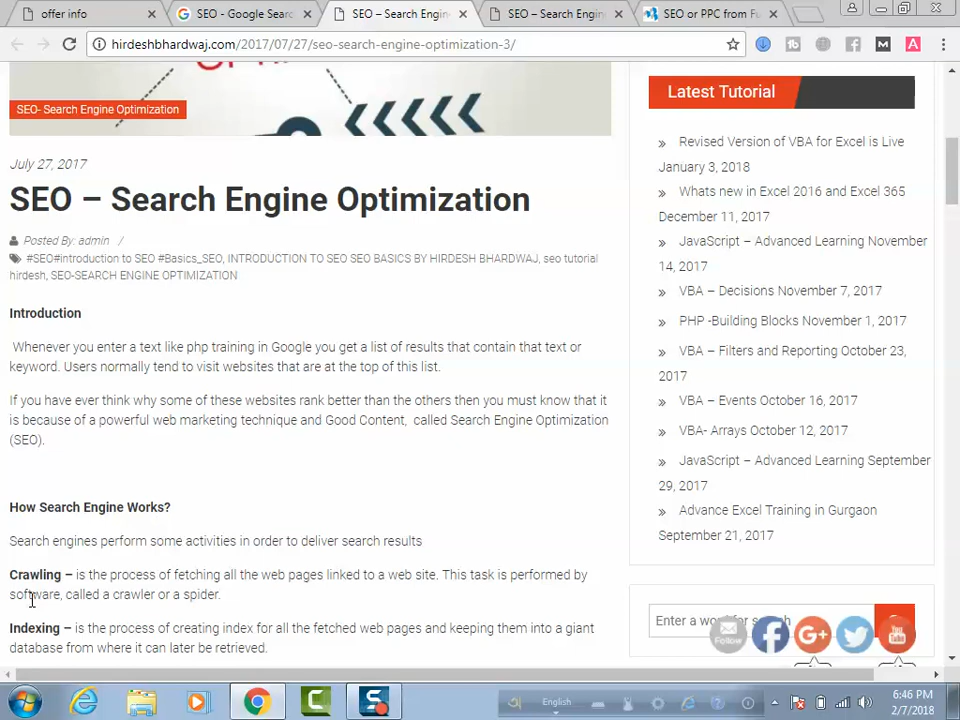 offer info
SEO - Google Searc
SEO – Search Engin
SEO – Search Engin
SEO or PPC from Fu
hirdeshbhardwaj.com/2017/07/27/seo-search-engine-optimization-3/
SEO- Search Engine Optimization
July 27, 2017
SEO – Search Engine Optimization
Posted By: admin /
#SEO#introduction to SEO #Basics_SEO, INTRODUCTION TO SEO SEO BASICS BY HIRDESH BHARDWAJ, seo tutorial
hirdesh, SEO-SEARCH ENGINE OPTIMIZATION
Introduction
Whenever you enter a text like php training in Google you get a list of results that contain that text or
keyword. Users normally tend to visit websites that are at the top of this list.
If you have ever think why some of these websites rank better than the others then you must know that it
is because of a powerful web marketing technique and Good Content, called Search Engine Optimization
(SEO).
How Search Engine Works?
Search engines perform some activities in order to deliver search results
Crawling – is the process of fetching all the web pages linked to a web site. This task is performed by
software, called a crawler or a spider.
Indexing – is the process of creating index for all the fetched web pages and keeping them into a giant
database from where it can later be retrieved.
Latest Tutorial
Revised Version of VBA for Excel is Live
January 3, 2018
Whats new in Excel 2016 and Excel 365
December 11, 2017
JavaScript – Advanced Learning November
14, 2017
VBA – Decisions November 7, 2017
PHP -Building Blocks November 1, 2017
VBA – Filters and Reporting October 23,
2017
VBA – Events October 16, 2017
VBA- Arrays October 12, 2017
JavaScript – Advanced Learning September
29, 2017
Advance Excel Training in Gurgaon
September 21, 2017
Enter a word for search
Follow
You
English
6:46 PM
2/7/2018